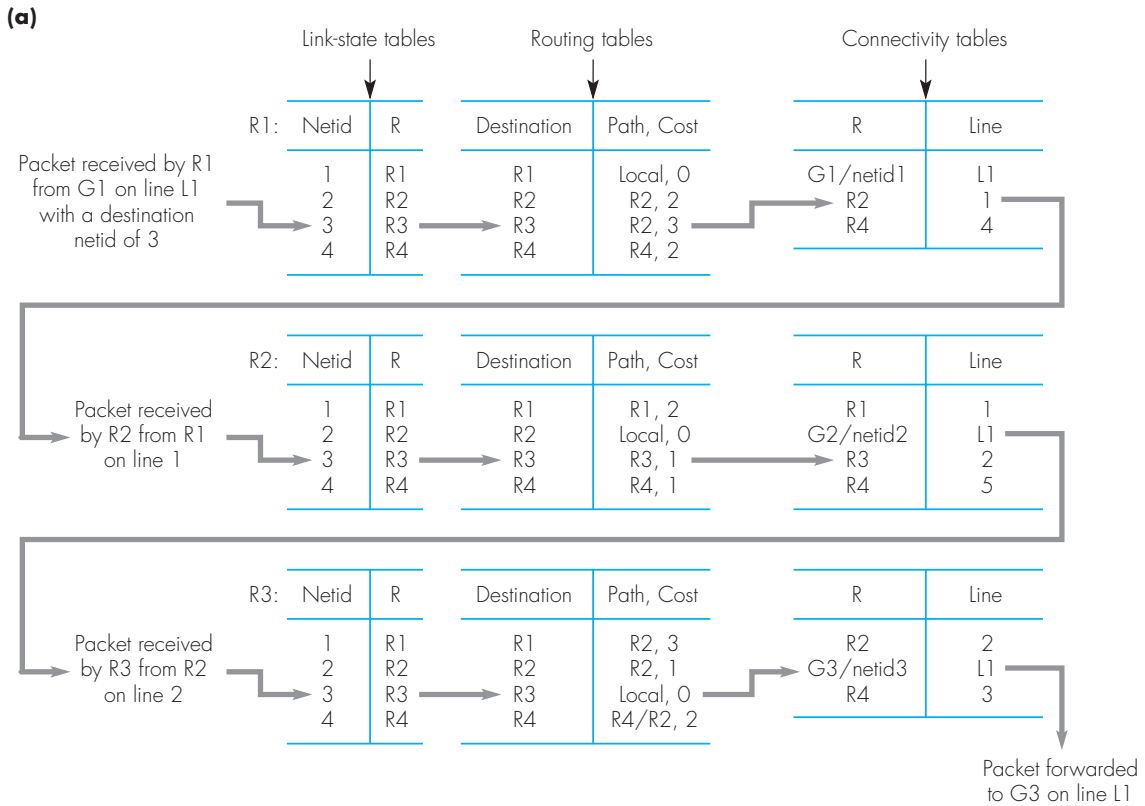 (a)
Link-state tables Routing tables Connectivity tables
R1: Netid R Destination Path, Cost R Line
Packet received by R1
from G1 on line L1
with a destination
netid of 3
1 R1 R1 Local, 0 G1/netid1 L1
2 R2 R2 R2, 2 R2 1
3 R3 R3 R2, 3 R4 4
4 R4 R4 R4, 2
R2: Netid R Destination Path, Cost R Line
Packet received
by R2 from R1
on line 1
1 R1 R1 R1, 2 R1 1
2 R2 R2 Local, 0 G2/netid2 L1
3 R3 R3 R3, 1 R3 2
4 R4 R4 R4, 1 R4 5
R3: Netid R Destination Path, Cost R Line
Packet received
by R3 from R2
on line 2
1 R1 R1 R2, 3 R2 2
2 R2 R2 R2, 1 G3/netid3 L1
3 R3 R3 Local, 0 R4 3
4 R4 R4 R4/R2, 2
Packet forwarded
to G3 on line L1